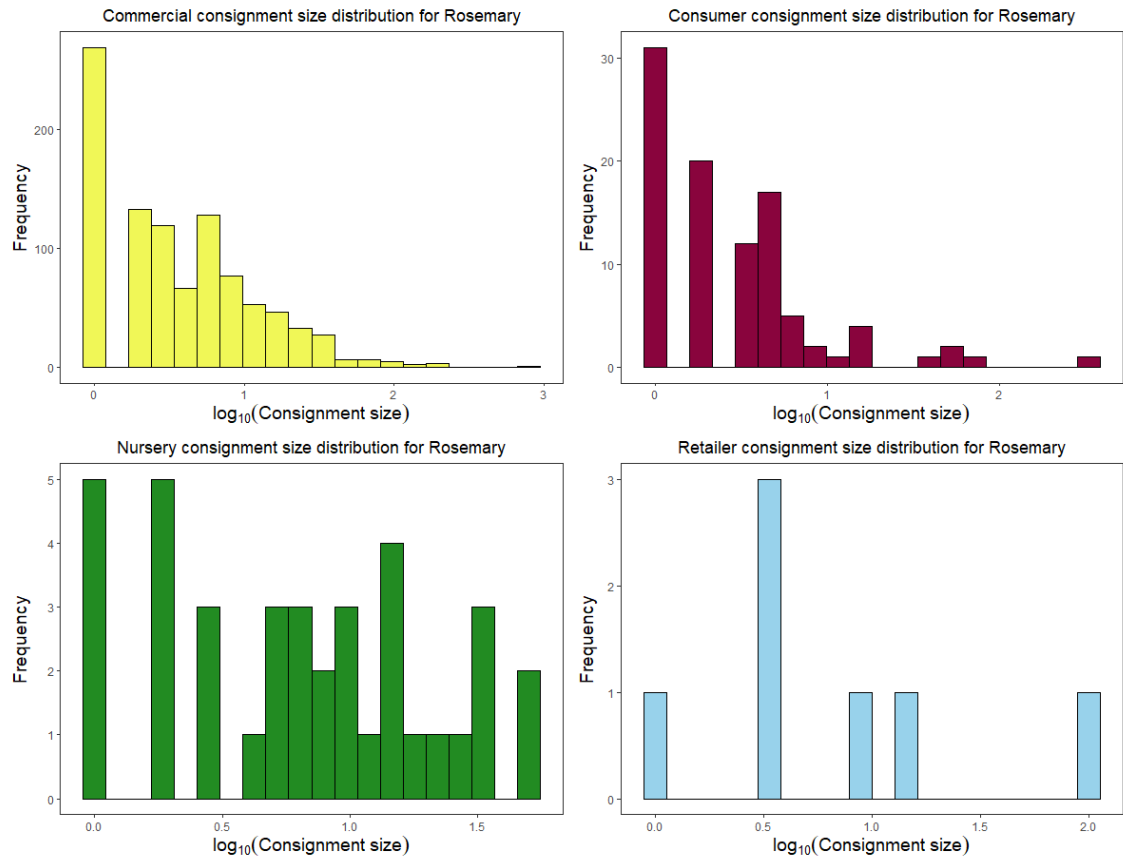 Commercial consignment size distribution for Rosemary
Frequency
200
100
0
0 1 2 3
log₁₀(Consignment size)
Consumer consignment size distribution for Rosemary
Frequency
30
20
10
0
0 1 2
log₁₀(Consignment size)
Nursery consignment size distribution for Rosemary
Frequency
5
4
3
2
1
0
0.0 0.5 1.0 1.5
log₁₀(Consignment size)
Retailer consignment size distribution for Rosemary
Frequency
3
2
1
0
0.0 0.5 1.0 1.5 2.0
log₁₀(Consignment size)